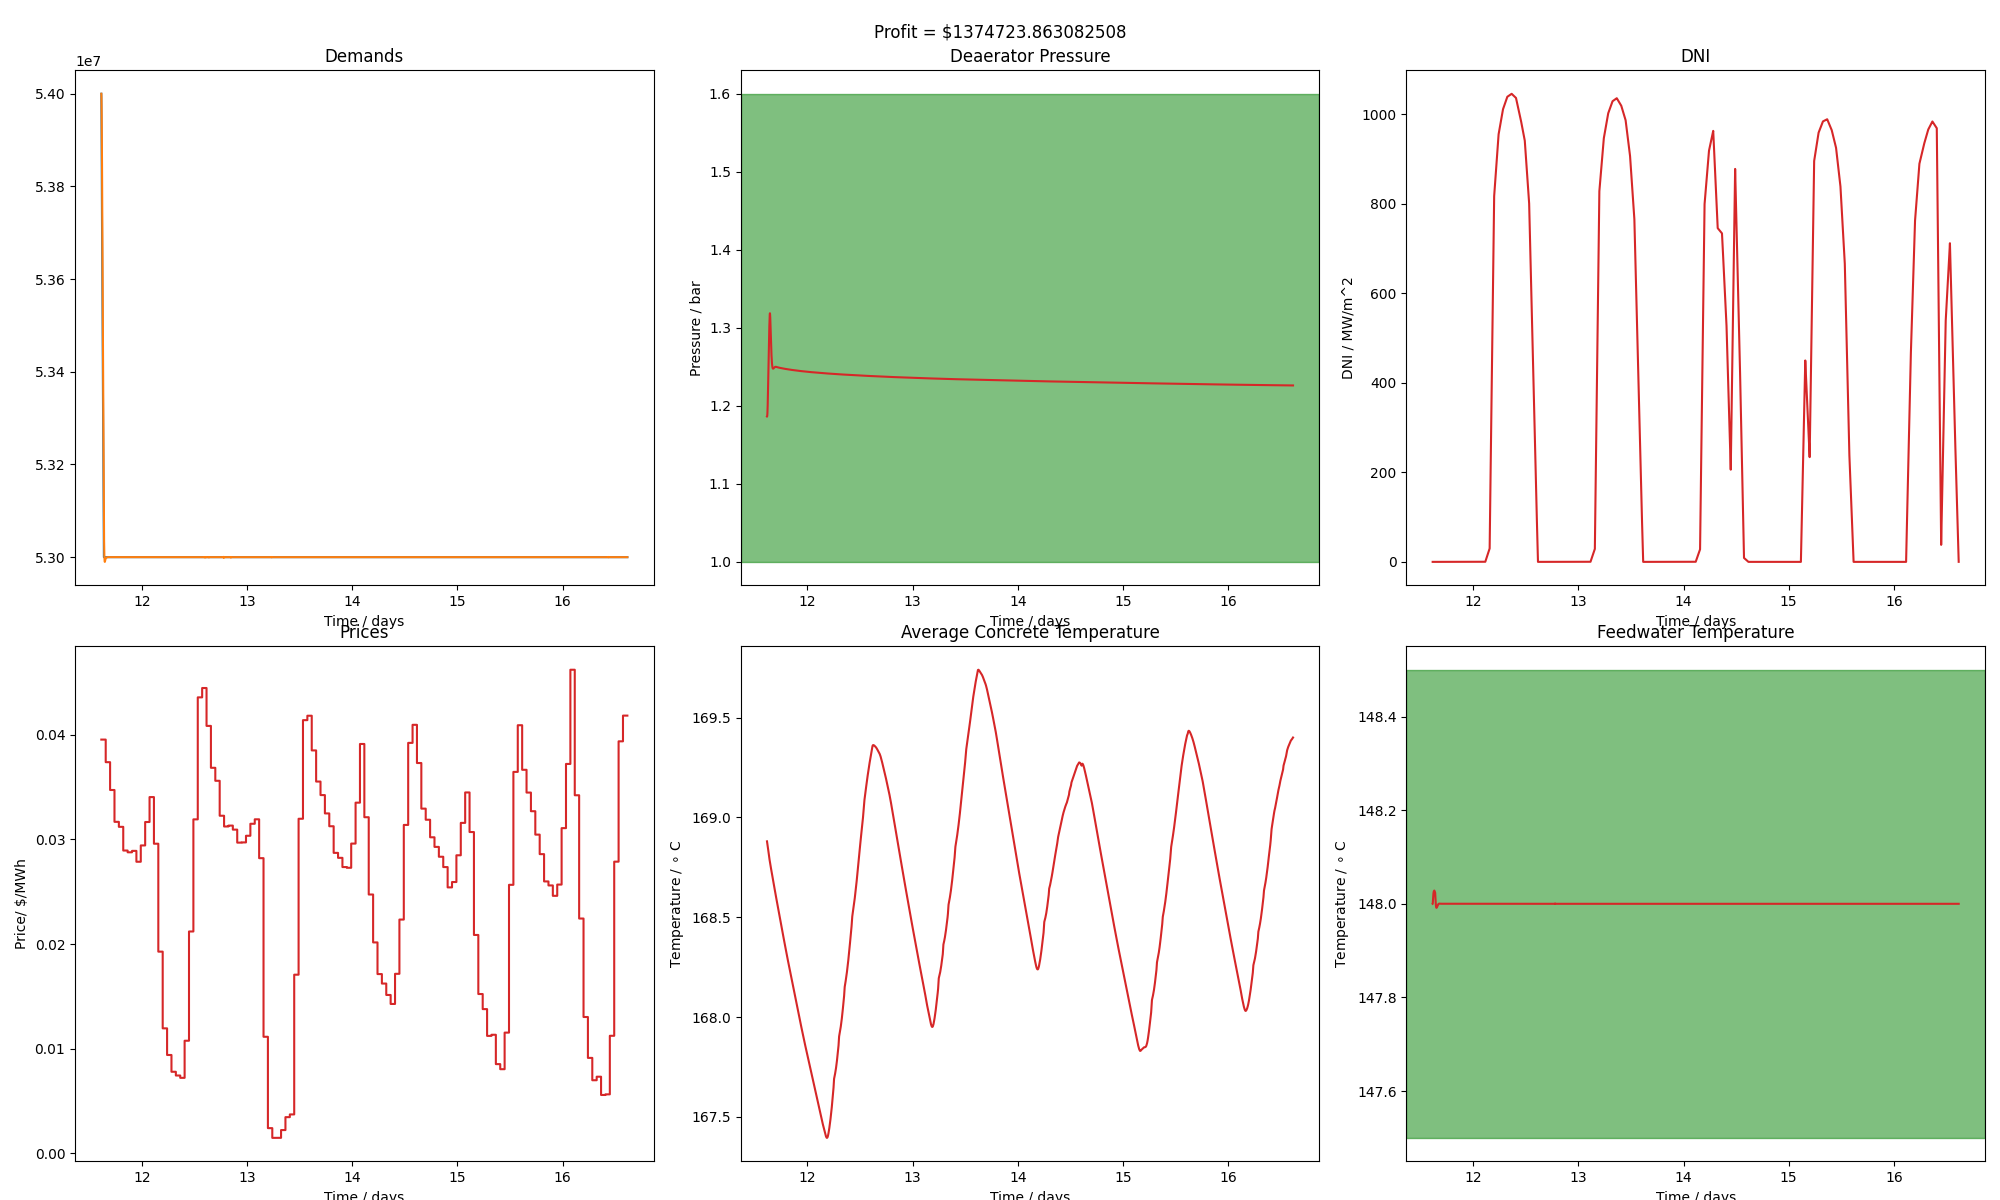 Profit = $1374723.863082508
Demands
1e7
5.40
5.38
5.36
5.34
5.32
5.30
12 13 14 15 16
Time / days
Deaerator Pressure
Pressure / bar
1.6
1.5
1.4
1.3
1.2
1.1
1.0
12 13 14 15 16
Time / days
DNI
DNI / MW/m^2
1000
800
600
400
200
0
12 13 14 15 16
Time / days
Prices
Price/ $/MWh
0.04
0.03
0.02
0.01
0.00
12 13 14 15 16
Time / days
Average Concrete Temperature
Temperature / ∘ C
169.5
169.0
168.5
168.0
167.5
12 13 14 15 16
Time / days
Feedwater Temperature
Temperature / ∘ C
148.4
148.2
148.0
147.8
147.6
12 13 14 15 16
Time / days